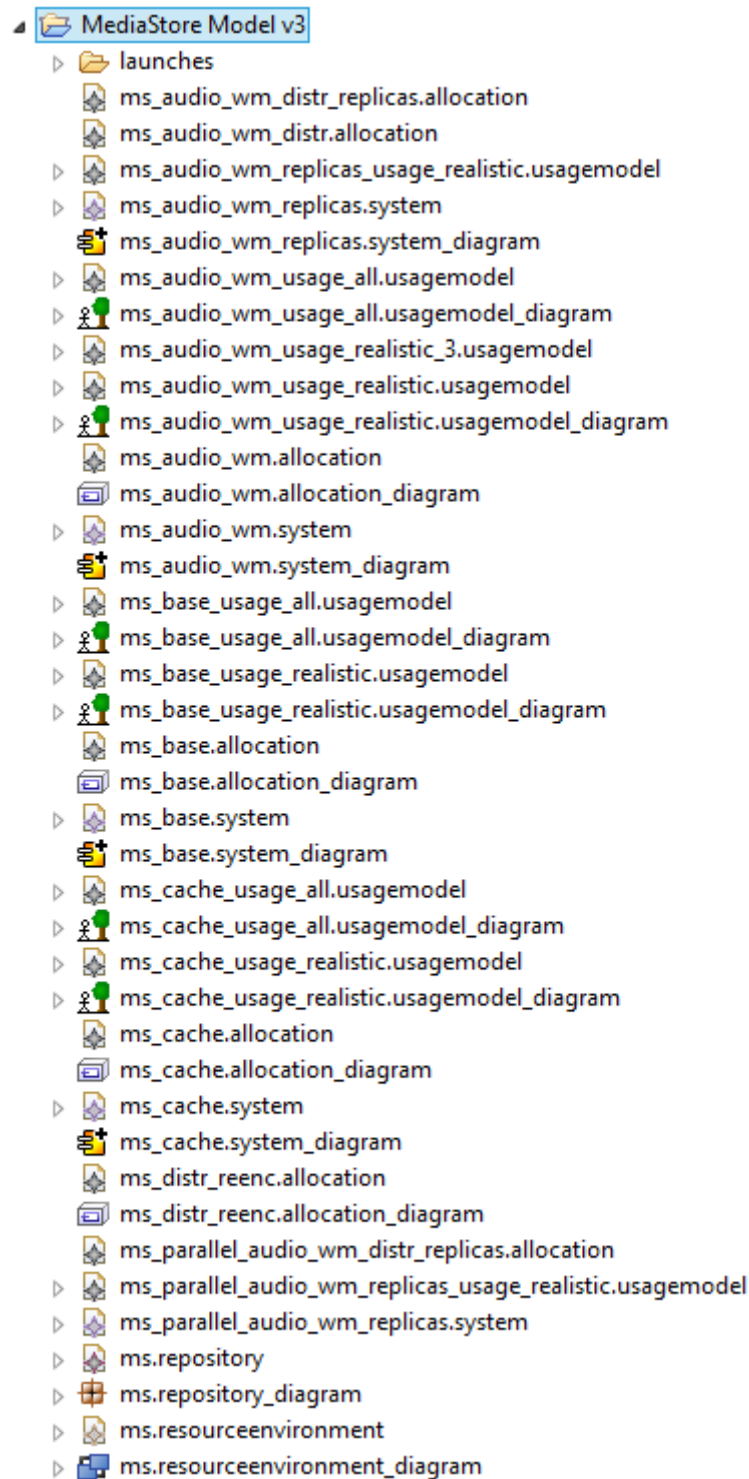 MediaStore Model v3
launches
ms_audio_wm_distr_replicas.allocation
ms_audio_wm_distr.allocation
ms_audio_wm_replicas_usage_realistic.usagemodel
ms_audio_wm_replicas.system
ms_audio_wm_replicas.system_diagram
ms_audio_wm_usage_all.usagemodel
ms_audio_wm_usage_all.usagemodel_diagram
ms_audio_wm_usage_realistic_3.usagemodel
ms_audio_wm_usage_realistic.usagemodel
ms_audio_wm_usage_realistic.usagemodel_diagram
ms_audio_wm.allocation
ms_audio_wm.allocation_diagram
ms_audio_wm.system
ms_audio_wm.system_diagram
ms_base_usage_all.usagemodel
ms_base_usage_all.usagemodel_diagram
ms_base_usage_realistic.usagemodel
ms_base_usage_realistic.usagemodel_diagram
ms_base.allocation
ms_base.allocation_diagram
ms_base.system
ms_base.system_diagram
ms_cache_usage_all.usagemodel
ms_cache_usage_all.usagemodel_diagram
ms_cache_usage_realistic.usagemodel
ms_cache_usage_realistic.usagemodel_diagram
ms_cache.allocation
ms_cache.allocation_diagram
ms_cache.system
ms_cache.system_diagram
ms_distr_reenc.allocation
ms_distr_reenc.allocation_diagram
ms_parallel_audio_wm_distr_replicas.allocation
ms_parallel_audio_wm_replicas_usage_realistic.usagemodel
ms_parallel_audio_wm_replicas.system
ms.repository
ms.repository_diagram
ms.resourceenvironment
ms.resourceenvironment_diagram